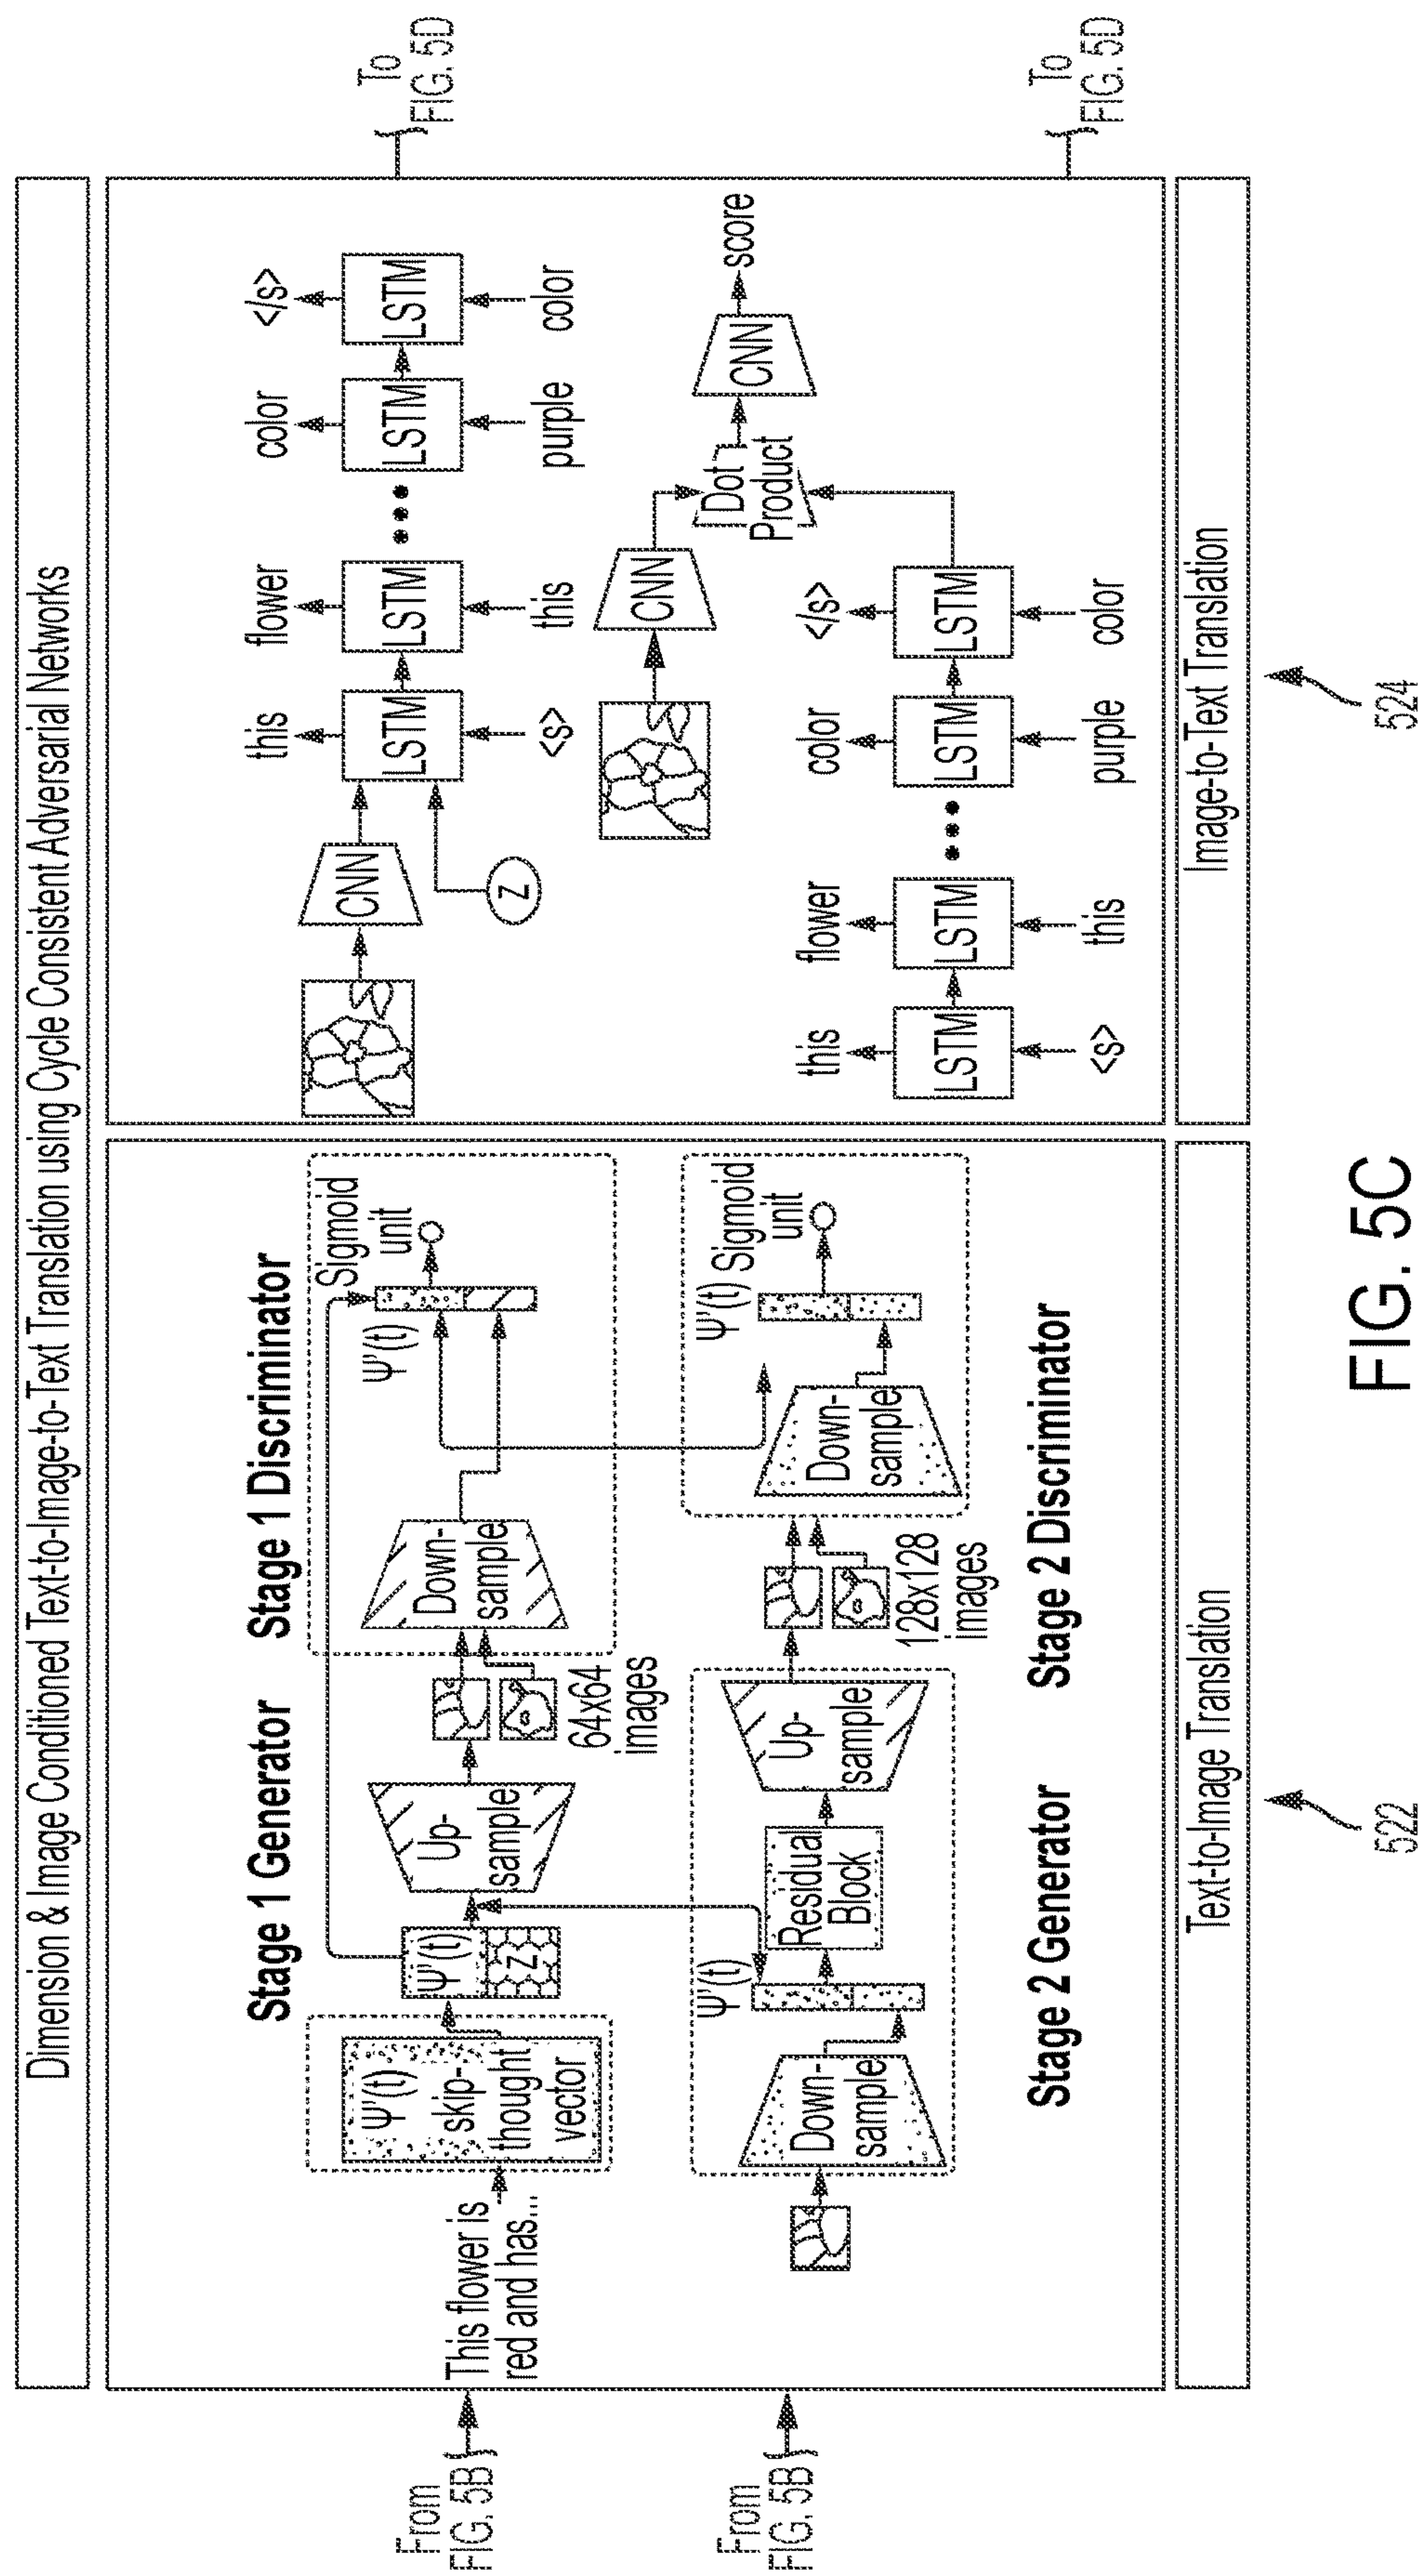 Dimension & Image Conditioned Text-to-Image-to-Text Translation using Cycle Consistent Adversarial Networks
From
FIG. 5B
From
FIG. 5B
Stage 1 Generator
Stage 1 Discriminator
This flower is
red and has...
Ψ'(t)
skip-
thought
vector
Ψ'(t)
Z
Up-
sample
64x64
images
Down-
sample
Ψ'(t)
Sigmoid
unit
Down-
sample
Ψ'(t)
Residual
Block
Up-
sample
128x128
images
Down-
sample
Ψ'(t)
Sigmoid
unit
Stage 2 Generator
Stage 2 Discriminator
Text-to-Image Translation
522
this
flower
color
</s>
CNN
LSTM
LSTM
LSTM
LSTM
Z
<s>
this
purple
color
CNN
Dot
Product
CNN
score
this
flower
color
</s>
LSTM
LSTM
LSTM
LSTM
<s>
this
purple
color
Image-to-Text Translation
524
To
FIG. 5D
To
FIG. 5D
FIG. 5C